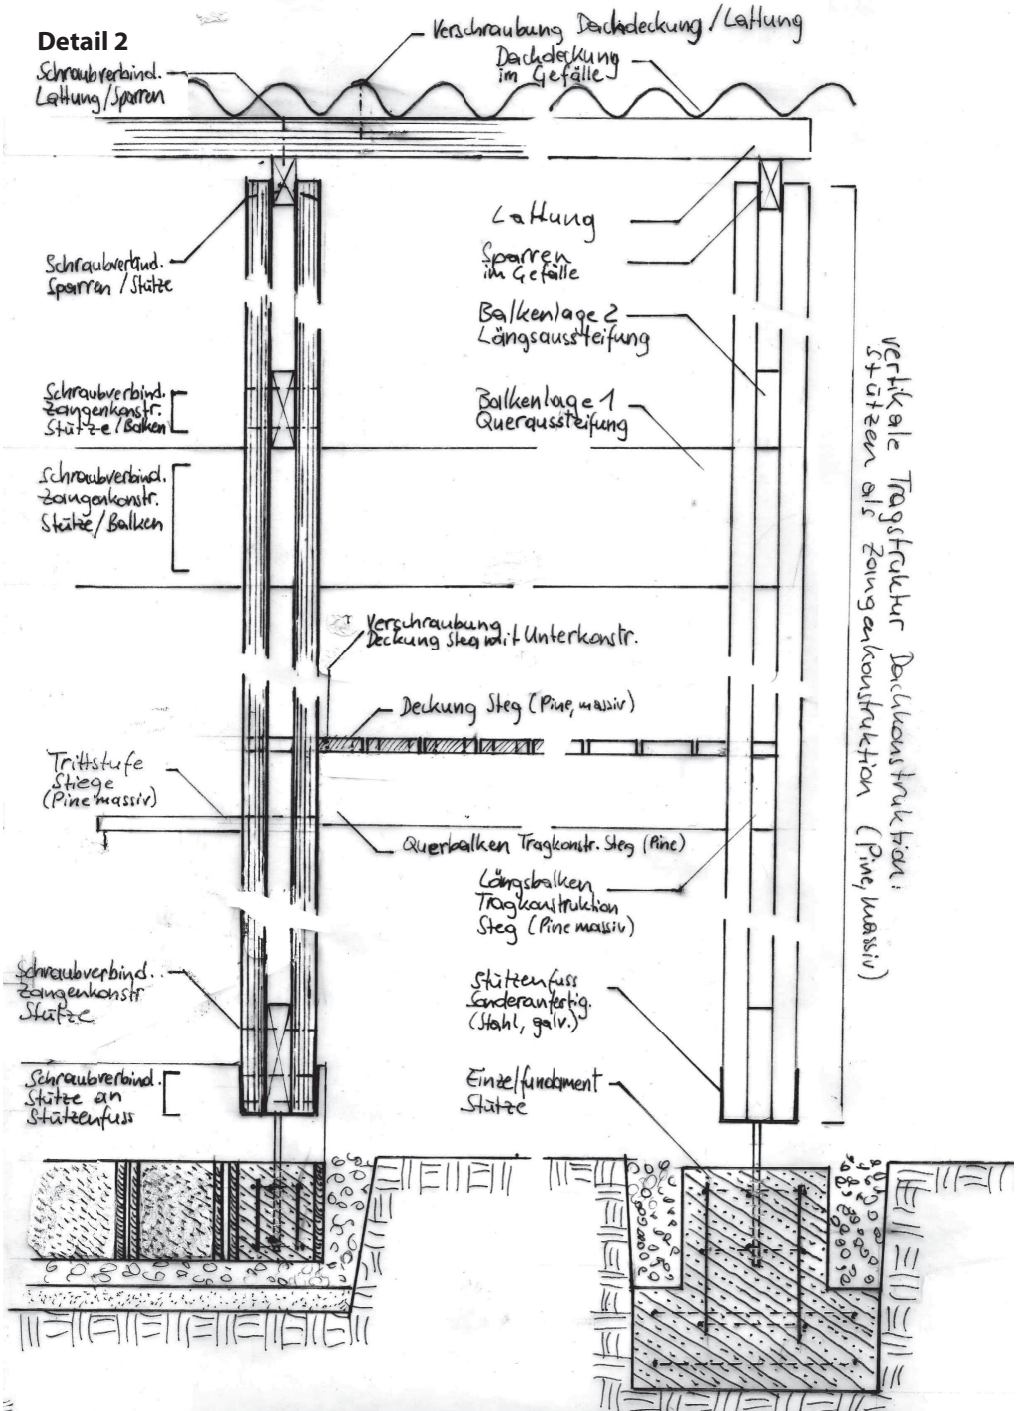 Detail 2
Verschraubung Dachdeckung/Lattung
Dachdeckung
im Gefälle
Schraubverbind.
Lattung/Sparren
Lattung
Sparren
im Gefälle
Schraubverbind.
Sparren/Stütze
Balkenlage 2
Längsaussteifung
Schraubverbind.
Zangenkonstr.
Stütze/Balken
Balkenlage 1
Queraussteifung
Schraubverbind.
Zangenkonstr.
Stütze/Balken
vertikale Tragstruktur Dachkonstruktion:
Stützen als Zangenkonstruktion (Pine, massiv)
Verschraubung
Deckung Steg mit Unterkonstr.
Deckung Steg (Pine, massiv)
Trittstufe
Stiege
(Pine massiv)
Querbalken Tragkonstr. Steg (Pine)
Längsbalken
Tragkonstruktion
Steg (Pine massiv)
Schraubverbind.
Zangenkonstr
Stütze
Stützenfuss
Sonderanfertig.
(Stahl, galv.)
Schraubverbind.
Stütze an
Stützenfuss
Einzelfundament
Stütze